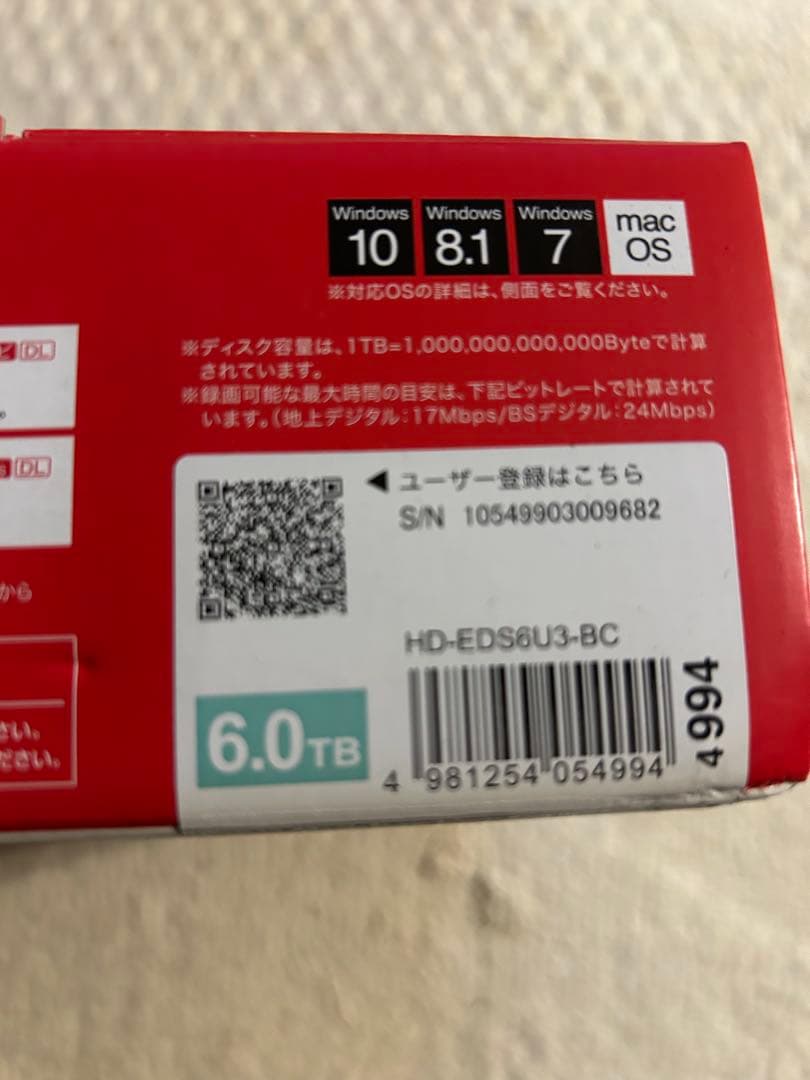 Windows 10
Windows 8.1
Windows 7
mac OS
※対応OSの詳細は、側面をご覧ください。
※ディスク容量は、1TB=1,000,000,000,000Byteで計算
されています。
※録画可能な最大時間の目安は、下記ビットレートで計算されて
います。(地上デジタル:17Mbps/BSデジタル:24Mbps)
DL
s DL
から
さい。
ださい。
◀ ユーザー登録はこちら
S/N 10549903009682
HD-EDS6U3-BC
6.0TB
4 981254 054994
4994